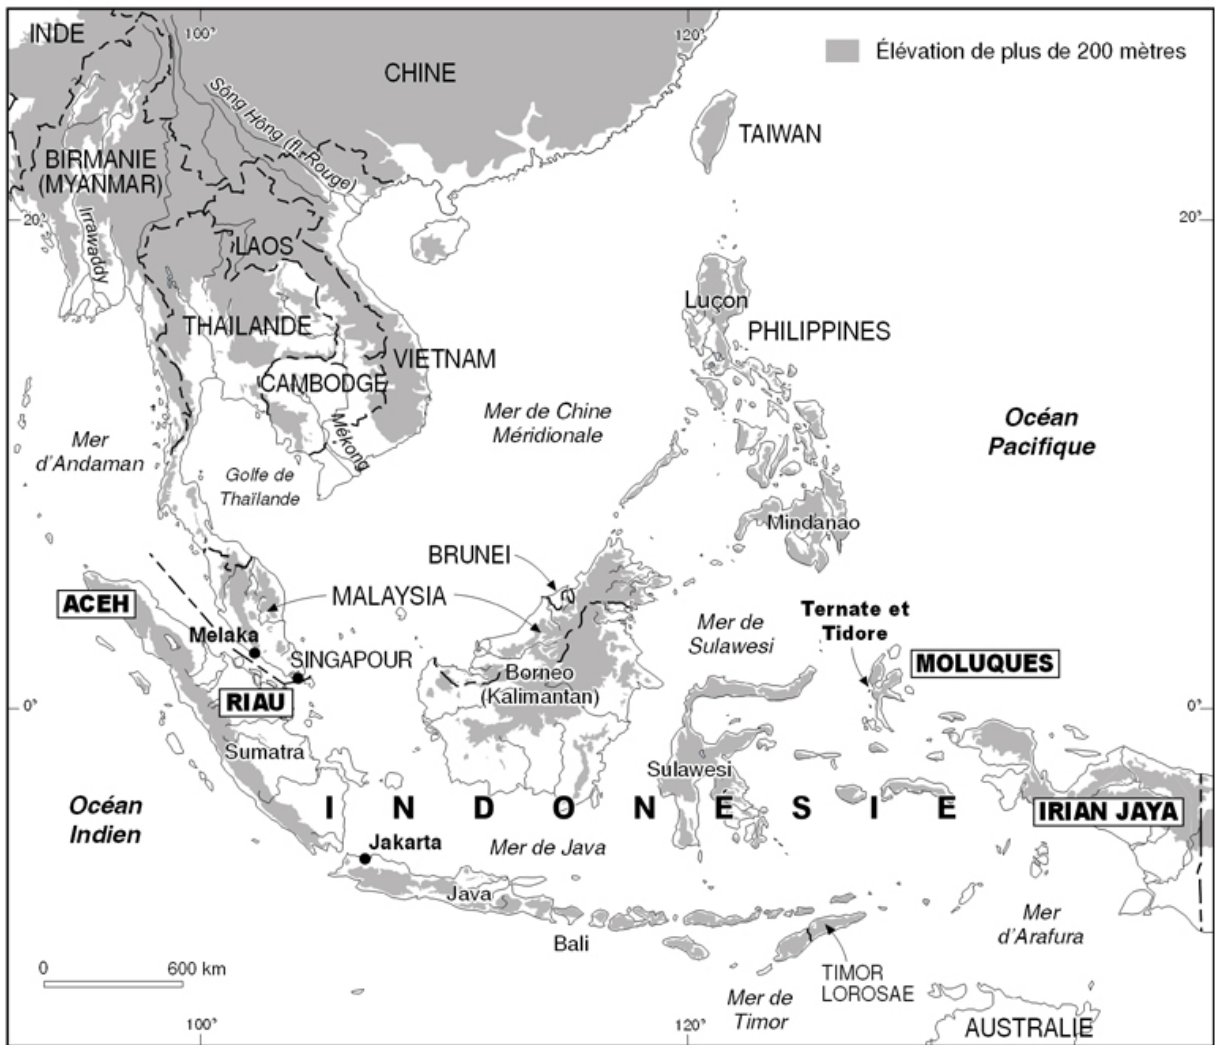 INDE
100°
120°
Élévation de plus de 200 mètres
CHINE
Sông Hông (fl. Rouge)
TAIWAN
BIRMANIE
(MYANMAR)
20°
20°
Irrawaddy
LAOS
Luçon
THAÏLANDE
PHILIPPINES
VIETNAM
CAMBODGE
Mer de Chine
Méridionale
Océan
Pacifique
Mékong
Mer
d'Andaman
Golfe de
Thaïlande
Mindanao
BRUNEI
ACEH
MALAYSIA
Ternate et
Tidore
Mer de
Sulawesi
Melaka
SINGAPOUR
MOLUQUES
Borneo
(Kalimantan)
RIAU
0°
0°
Sumatra
Sulawesi
Océan
Indien
INDONÉSIE
IRIAN JAYA
Jakarta
Mer de Java
Java
Bali
Mer
d'Arafura
0
600 km
TIMOR
LOROSAE
Mer de
Timor
100°
120°
AUSTRALIE